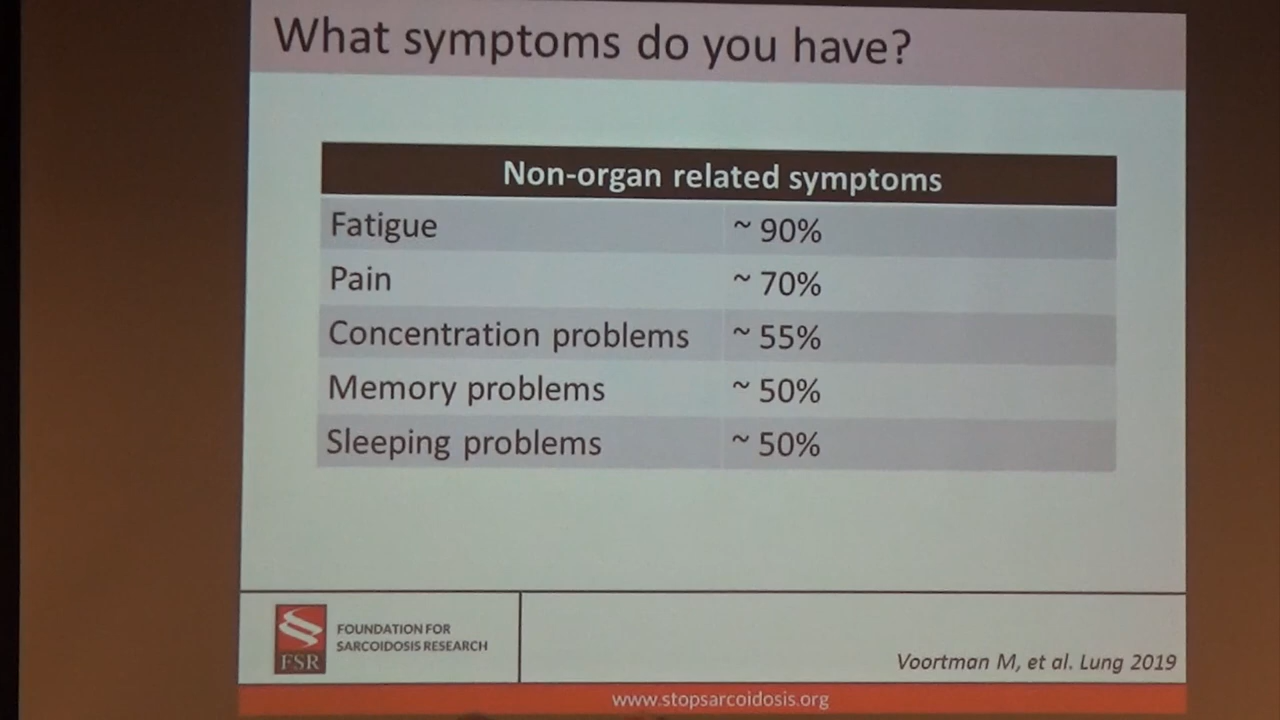 What symptoms do you have?
Non-organ related symptoms
Fatigue ~ 90%
Pain ~ 70%
Concentration problems ~ 55%
Memory problems ~ 50%
Sleeping problems ~ 50%
FSR
FOUNDATION FOR
SARCOIDOSIS RESEARCH
Voortman M, et al. Lung 2019
www.stopsarcoidosis.org